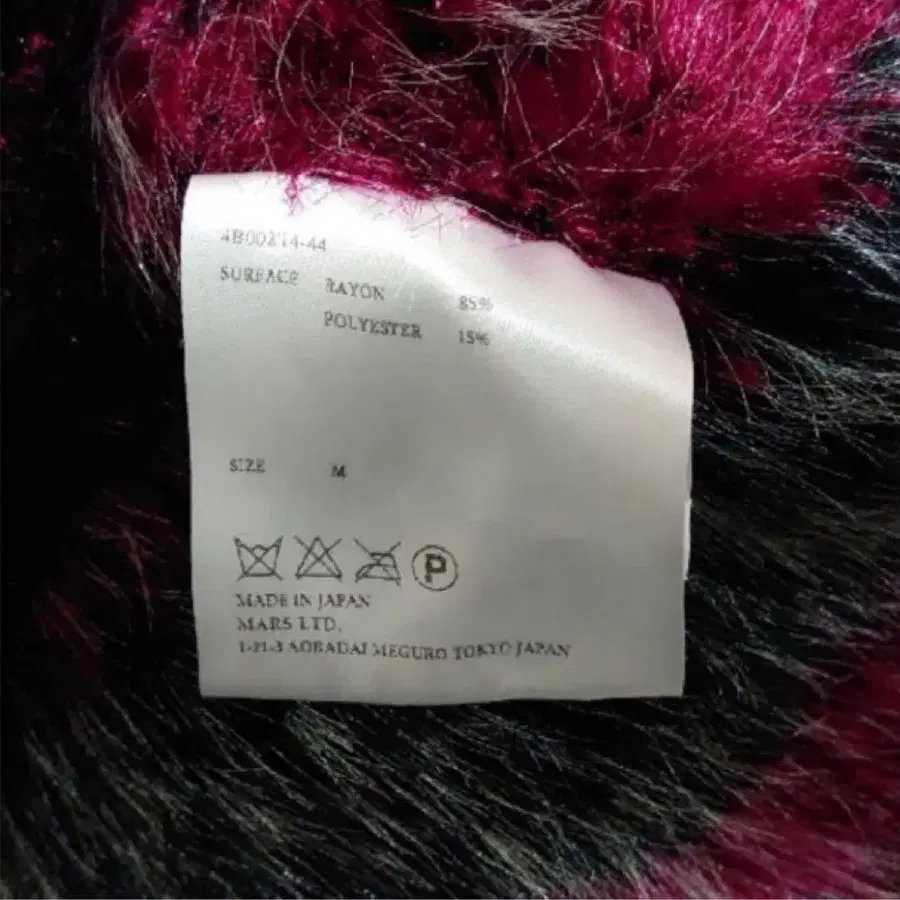 4B00214-44
SURFACE RAYON 85%
POLYESTER 15%
SIZE M
P
MADE IN JAPAN
MARS LTD.
1-21-3 AOBADAI MEGURO TOKYO JAPAN